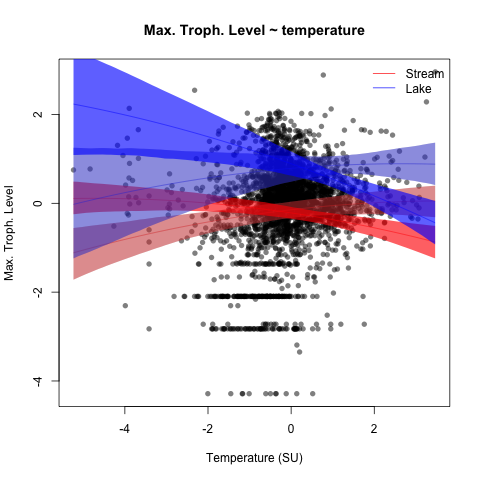 Max. Troph. Level ~ temperature
Stream
Lake
Max. Troph. Level
2
0
-2
-4
-4
-2
0
2
Temperature (SU)